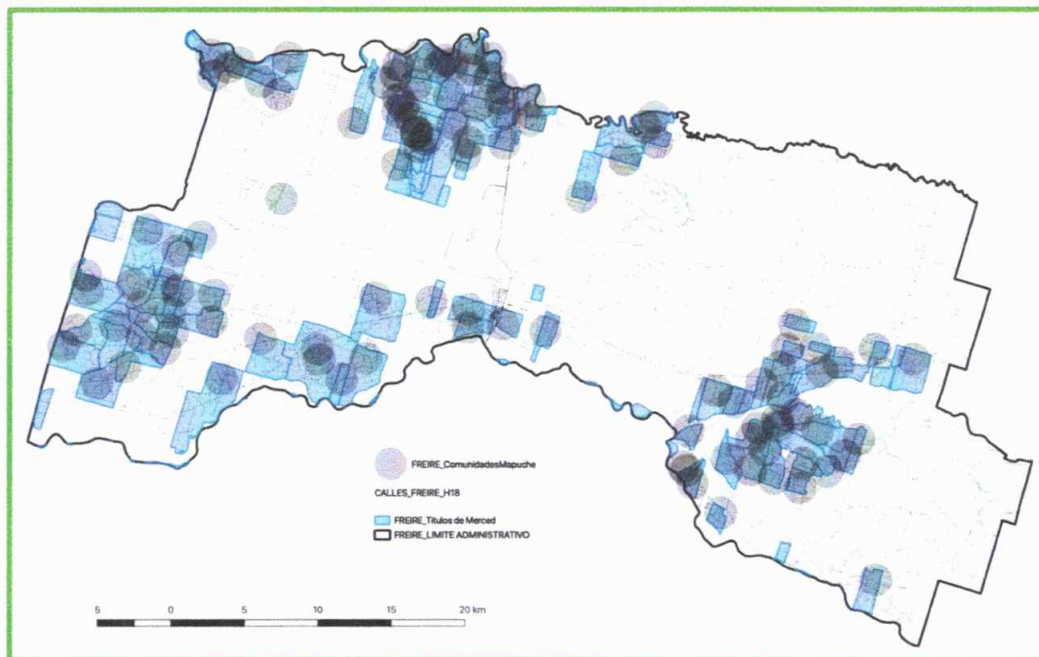 FREIRE_ComunidadesMapuche
CALLES_FREIRE_H18
FREIRE_Titulos de Merced
FREIRE_LIMITE ADMINISTRATIVO
5 0 5 10 15 20 km